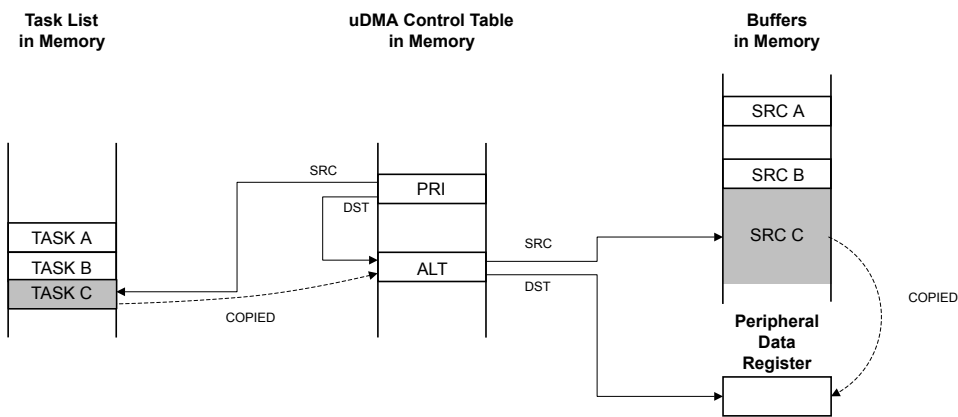 Task List
in Memory
uDMA Control Table
in Memory
Buffers
in Memory
SRC A
SRC B
SRC C
SRC
PRI
DST
TASK A
TASK B
TASK C
ALT
SRC
DST
COPIED
COPIED
Peripheral
Data
Register